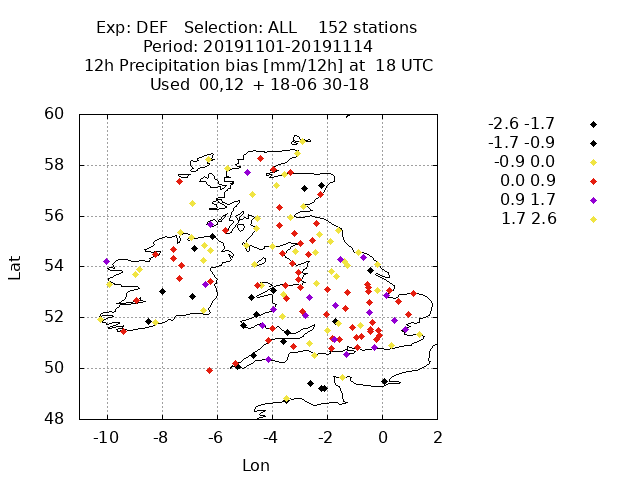 Exp: DEF   Selection: ALL    152 stations
Period: 20191101-20191114
12h Precipitation bias [mm/12h] at  18 UTC
Used  00,12  + 18-06 30-18
60
58
56
54
52
50
48
Lat
-10 -8 -6 -4 -2 0 2
Lon
-2.6 -1.7
-1.7 -0.9
-0.9 0.0
0.0 0.9
0.9 1.7
1.7 2.6